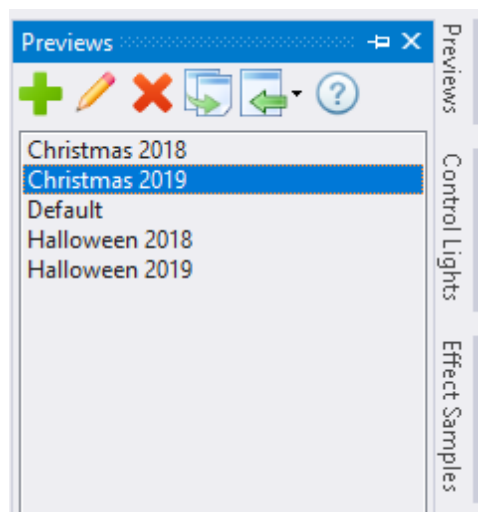 Previews
Christmas 2018
Christmas 2019
Default
Halloween 2018
Halloween 2019
Previews
Control Lights
Effect Samples